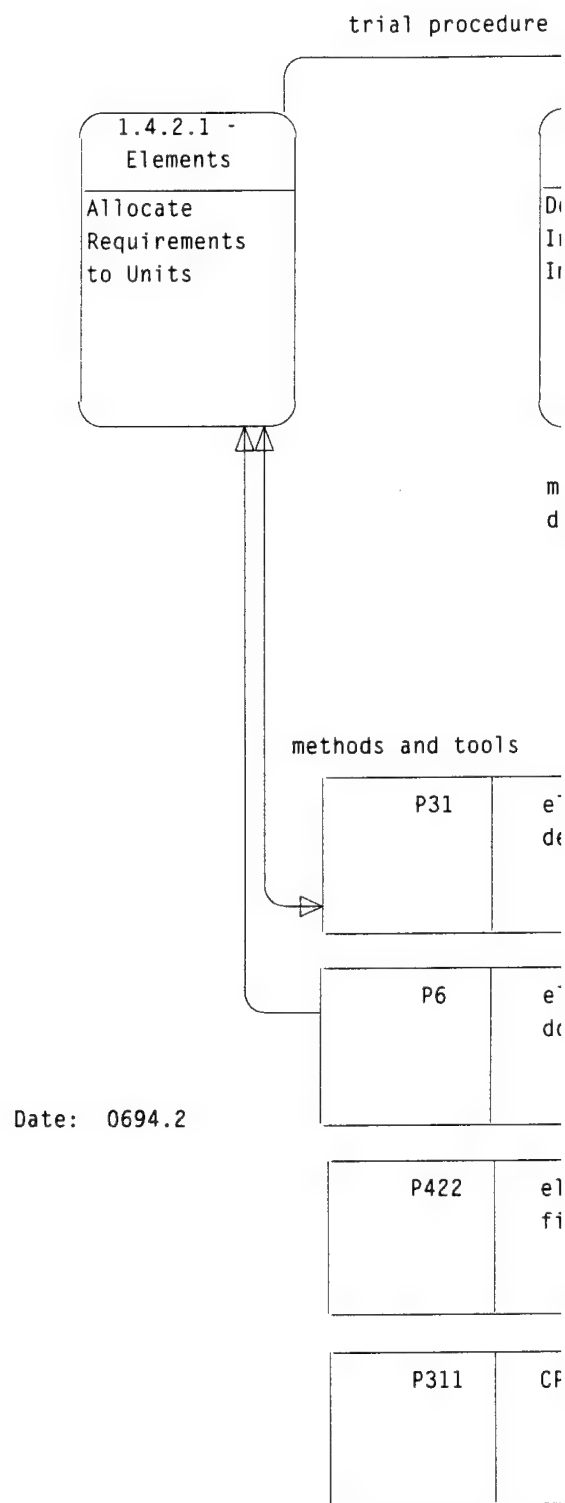 trial procedure
1.4.2.1 -
Elements
Allocate
Requirements
to Units
methods and tools
P31
P6
Date: 0694.2
P422
P311